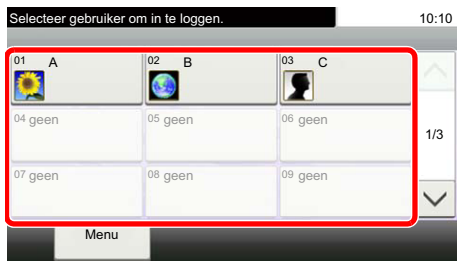 Selecteer gebruiker om in te loggen. 10:10
01 A 02 B 03 C
04 geen 05 geen 06 geen
1/3
07 geen 08 geen 09 geen
Menu